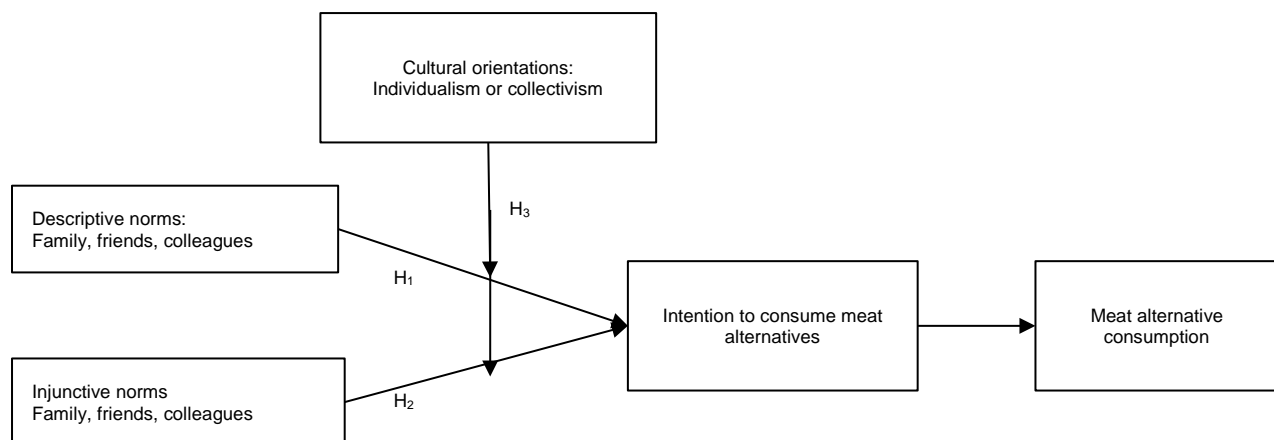 Cultural orientations:
Individualism or collectivism
Descriptive norms:
Family, friends, colleagues
H₃
H₁
Intention to consume meat
alternatives
Meat alternative
consumption
Injunctive norms
Family, friends, colleagues
H₂